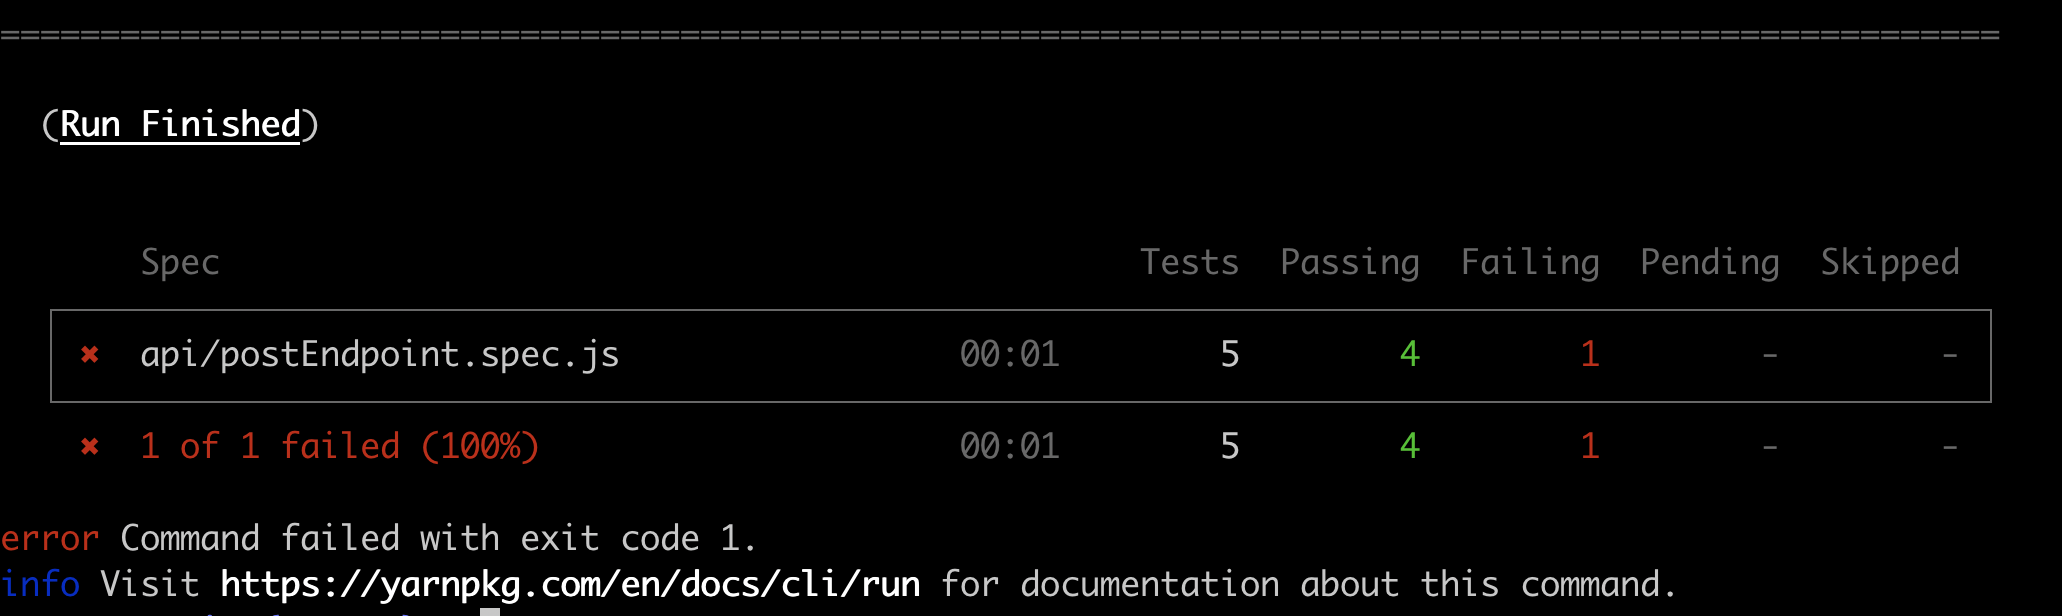 ====================================================================================================
(Run Finished)
Spec Tests Passing Failing Pending Skipped
✖ api/postEndpoint.spec.js 00:01 5 4 1 - -
✖ 1 of 1 failed (100%) 00:01 5 4 1 - -
error Command failed with exit code 1.
info Visit https://yarnpkg.com/en/docs/cli/run for documentation about this command.